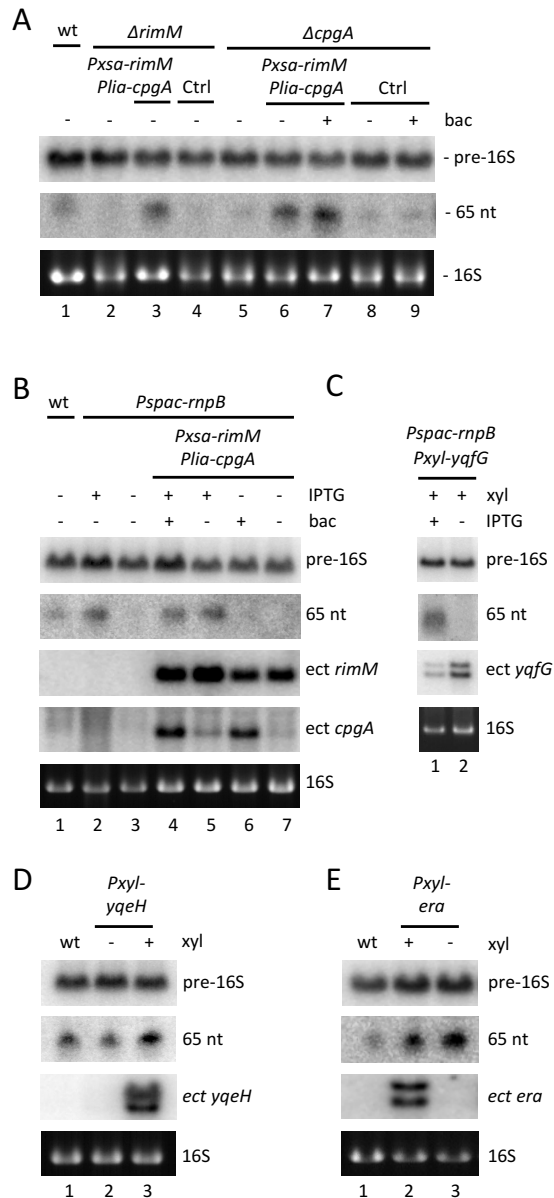 A
wt ΔrimM ΔcpgA
Pxsa-rimM Pxsa-rimM
Plia-cpgA Ctrl Plia-cpgA Ctrl
- - - - - - + - + bac
- pre-16S
- 65 nt
- 16S
1 2 3 4 5 6 7 8 9
B
wt Pspac-rnpB
Pxsa-rimM
Plia-cpgA
- + - + + - - IPTG
- - - + - + - bac
pre-16S
65 nt
ect rimM
ect cpgA
16S
1 2 3 4 5 6 7
C
Pspac-rnpB
Pxyl-yqfG
+ + xyl
+ - IPTG
pre-16S
65 nt
ect yqfG
16S
1 2
D
Pxyl-
yqeH
wt - + xyl
pre-16S
65 nt
ect yqeH
16S
1 2 3
E
Pxyl-
era
wt + - xyl
pre-16S
65 nt
ect era
16S
1 2 3